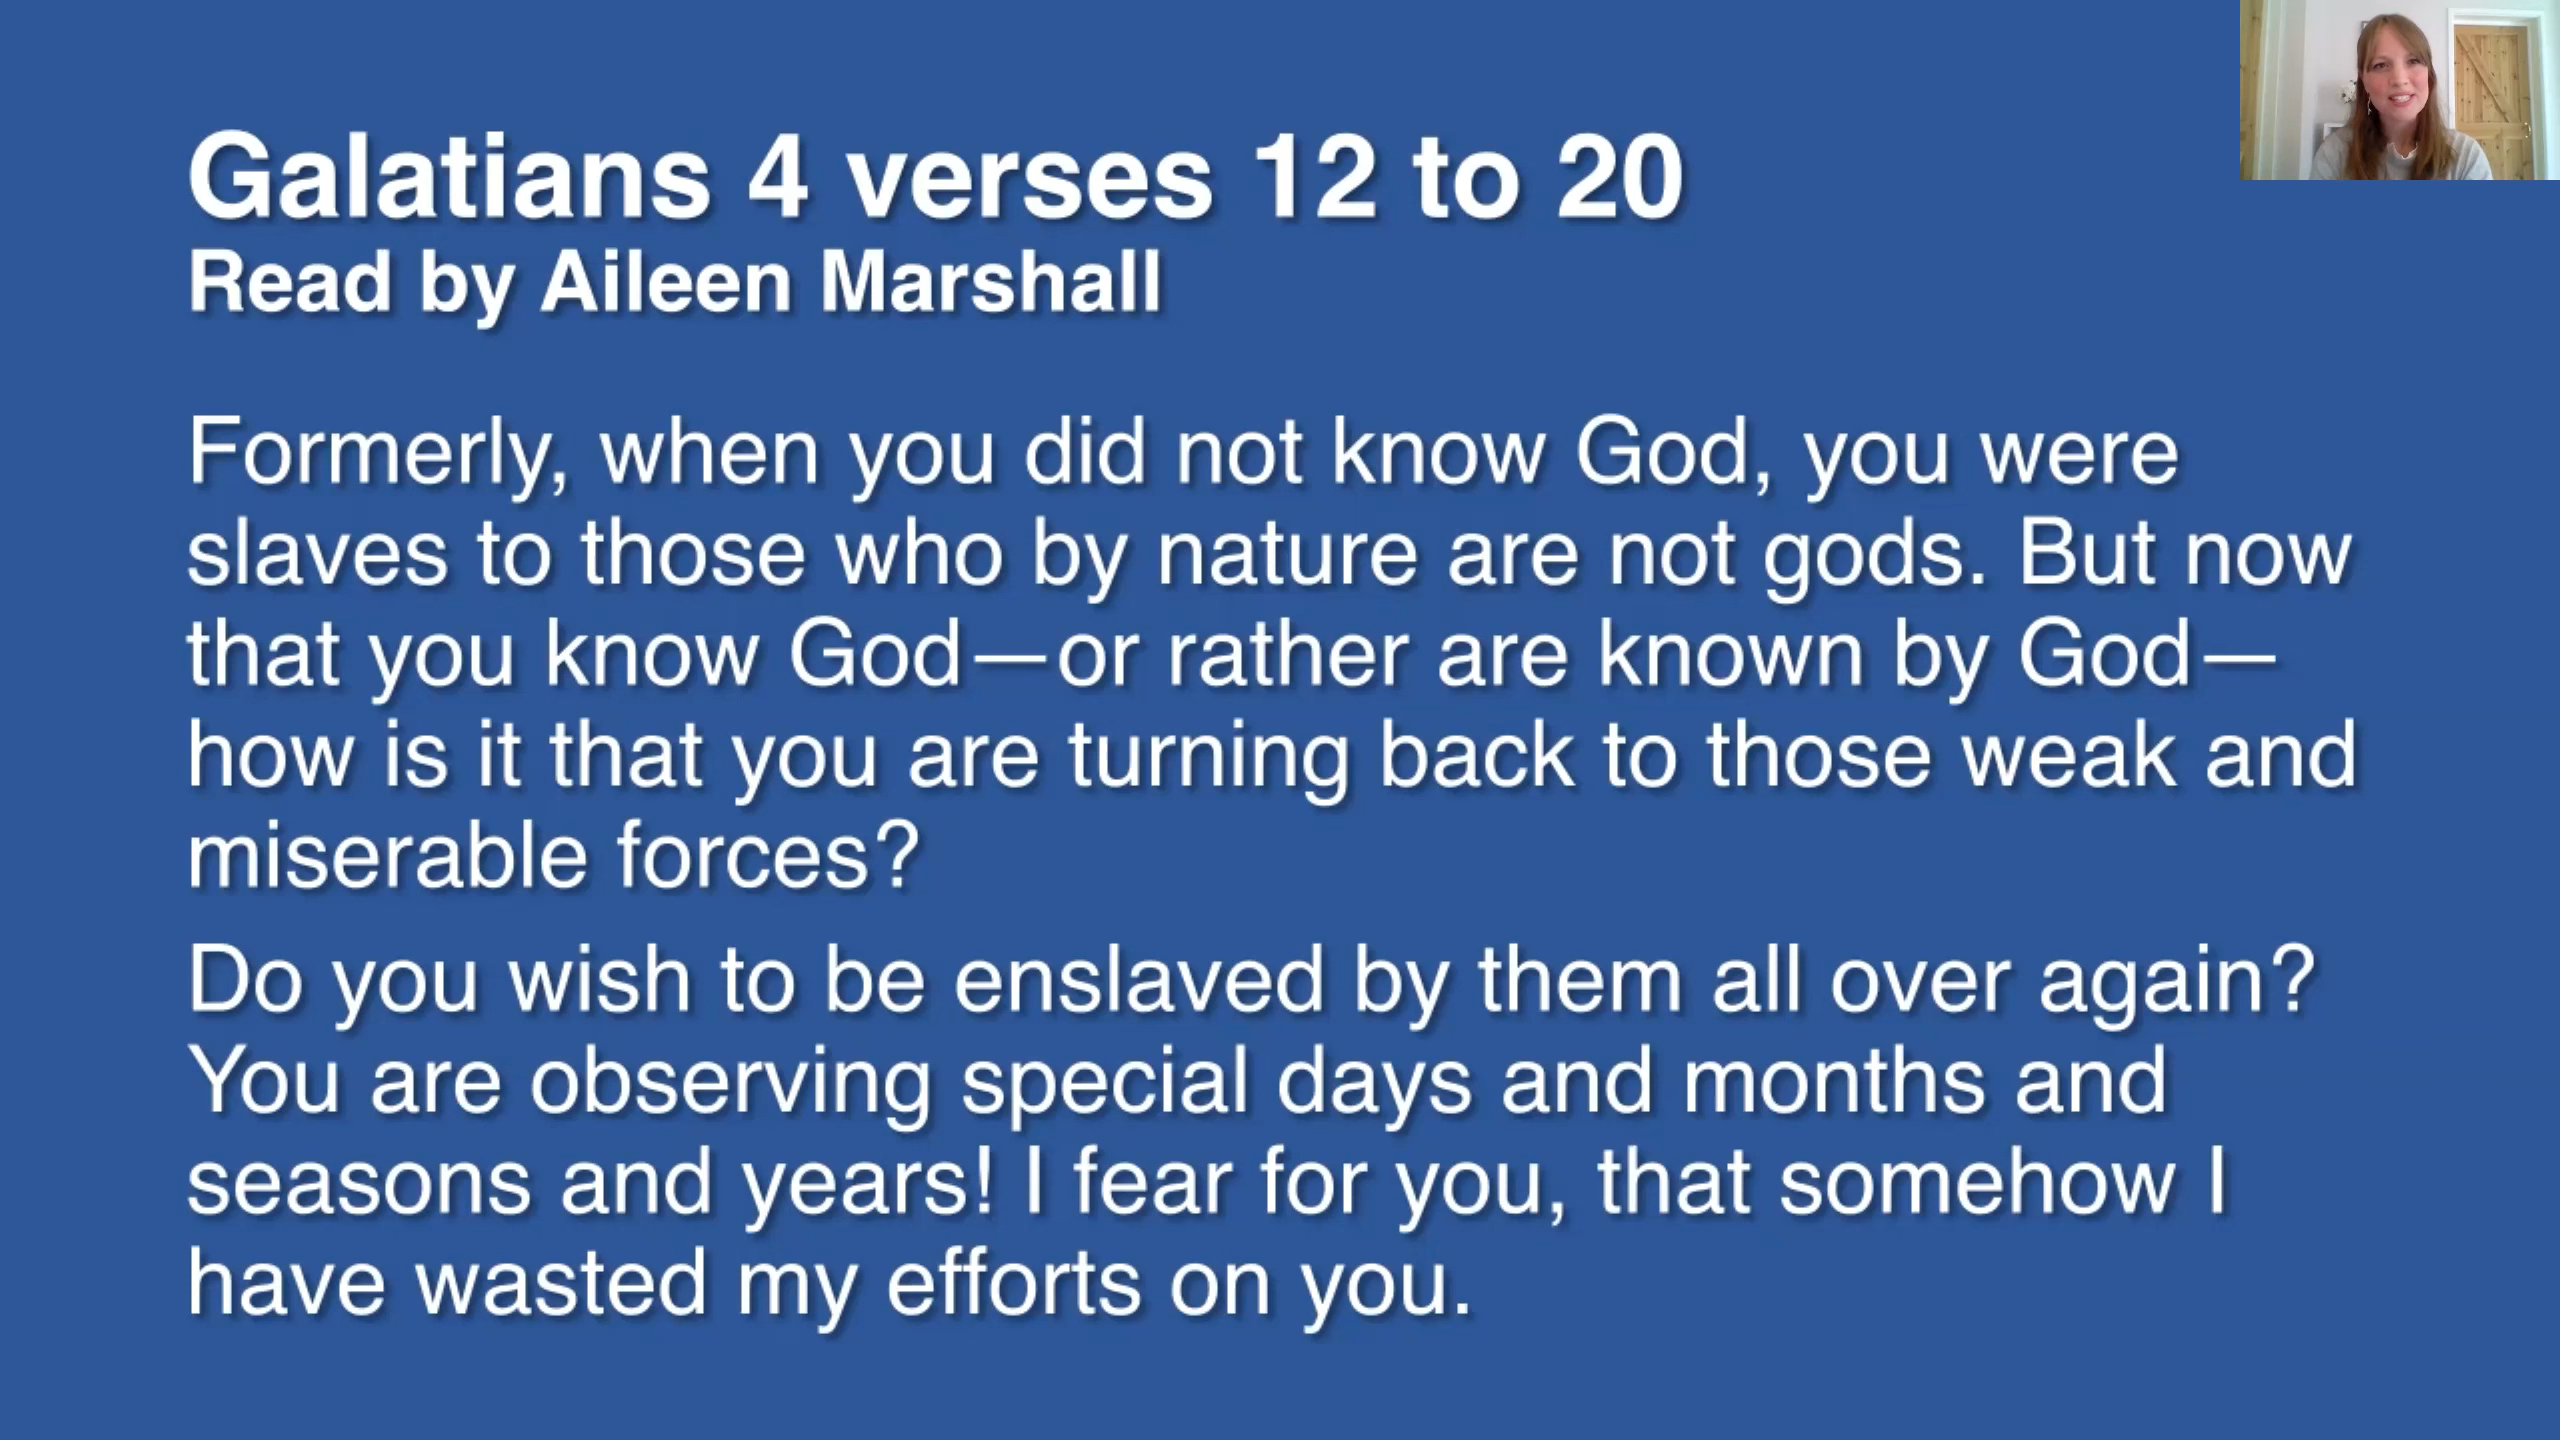 Galatians 4 verses 12 to 20
Read by Aileen Marshall
Formerly, when you did not know God, you were
slaves to those who by nature are not gods. But now
that you know God—or rather are known by God—
how is it that you are turning back to those weak and
miserable forces?
Do you wish to be enslaved by them all over again?
You are observing special days and months and
seasons and years! I fear for you, that somehow I
have wasted my efforts on you.